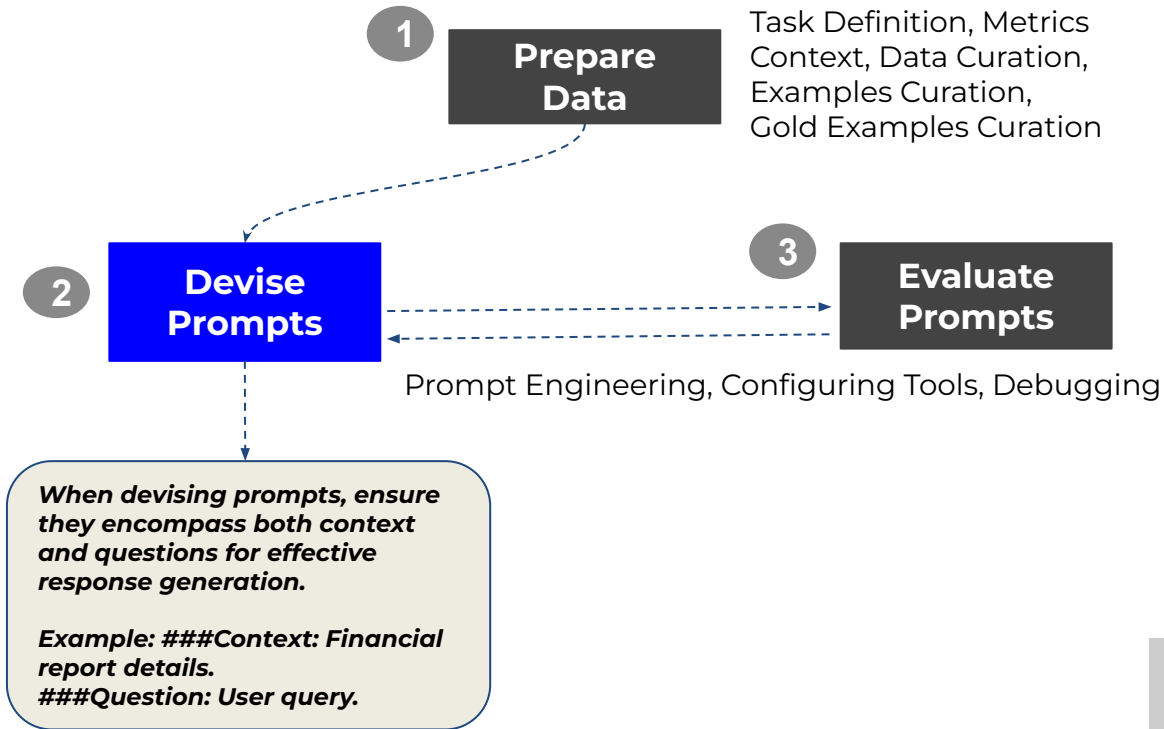 1
Prepare
Data
Task Definition, Metrics
Context, Data Curation,
Examples Curation,
Gold Examples Curation
2
Devise
Prompts
3
Evaluate
Prompts
Prompt Engineering, Configuring Tools, Debugging
When devising prompts, ensure
they encompass both context
and questions for effective
response generation.
Example: ###Context: Financial
report details.
###Question: User query.